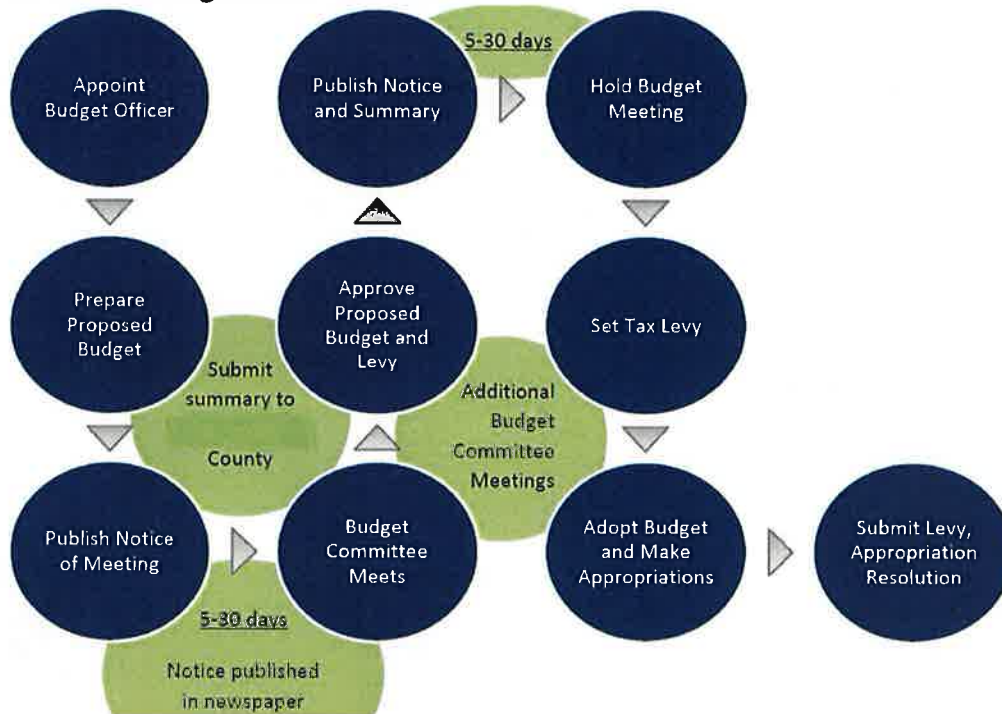 Appoint
Budget Officer
Prepare
Proposed
Budget
Publish Notice
of Meeting
5-30 days
Notice published
in newspaper
Submit
summary to
County
Budget
Committee
Meets
Additional
Budget
Committee
Meetings
Approve
Proposed
Budget and
Levy
Publish Notice
and Summary
5-30 days
Hold Budget
Meeting
Set Tax Levy
Adopt Budget
and Make
Appropriations
Submit Levy,
Appropriation
Resolution